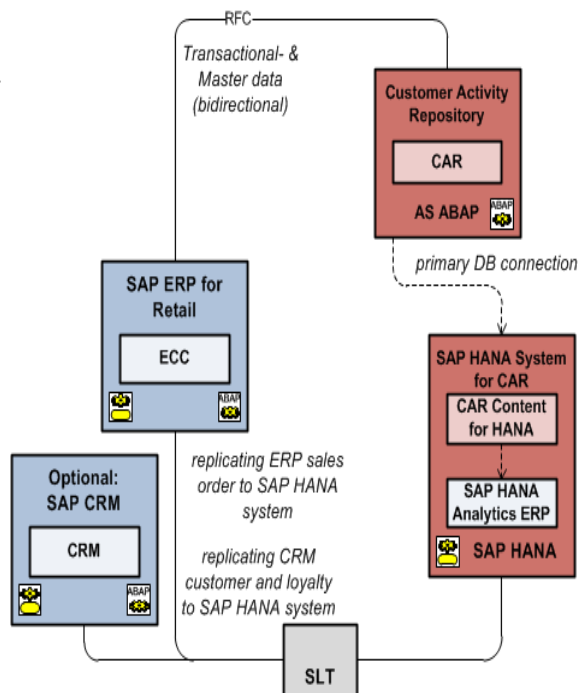 RFC
Transactional- &
Master data
(bidirectional)
Customer Activity
Repository
CAR
AS ABAP
ABAP
primary DB connection
SAP ERP for
Retail
ECC
ABAP
SAP HANA System
for CAR
CAR Content
for HANA
SAP HANA
Analytics ERP
SAP HANA
replicating ERP sales
order to SAP HANA
system
Optional:
SAP CRM
CRM
ABAP
replicating CRM
customer and loyalty
to SAP HANA system
SLT